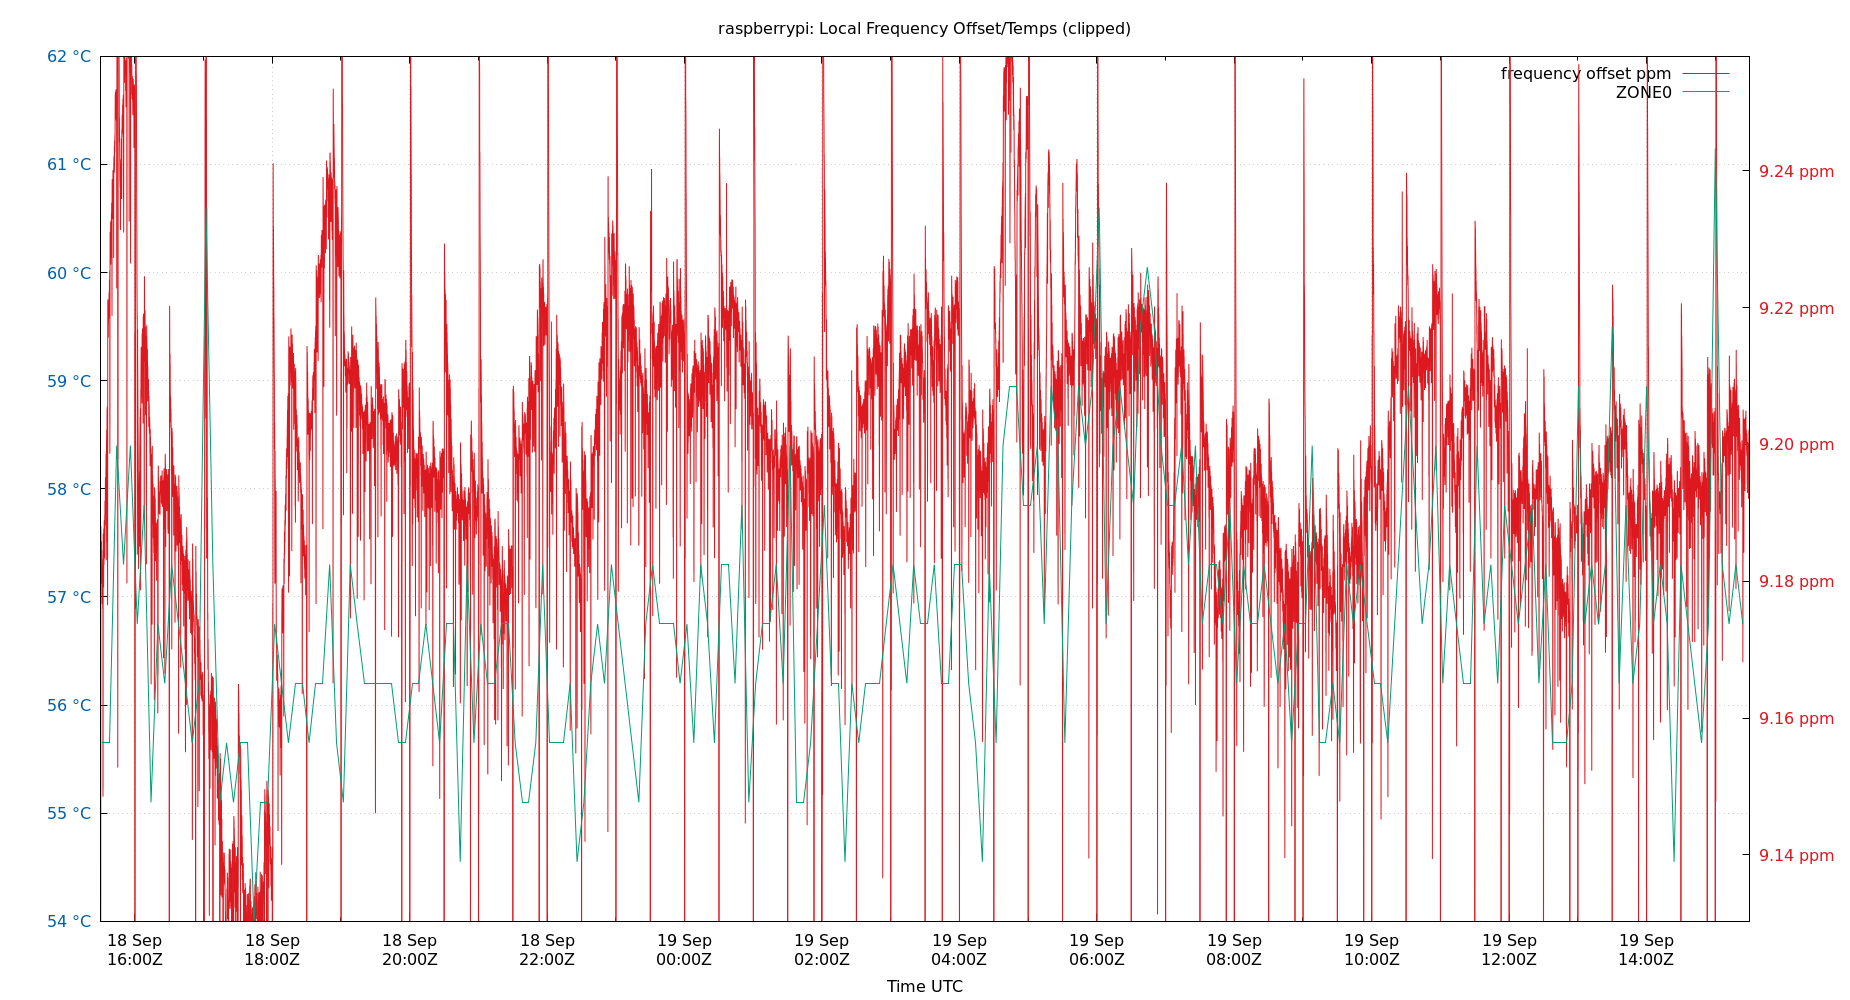 raspberrypi: Local Frequency Offset/Temps (clipped)
62 °C
61 °C
60 °C
59 °C
58 °C
57 °C
56 °C
55 °C
54 °C
frequency offset ppm
ZONE0
9.24 ppm
9.22 ppm
9.20 ppm
9.18 ppm
9.16 ppm
9.14 ppm
18 Sep 18 Sep 18 Sep 18 Sep 19 Sep 19 Sep 19 Sep 19 Sep 19 Sep 19 Sep 19 Sep 19 Sep
16:00Z 18:00Z 20:00Z 22:00Z 00:00Z 02:00Z 04:00Z 06:00Z 08:00Z 10:00Z 12:00Z 14:00Z
Time UTC